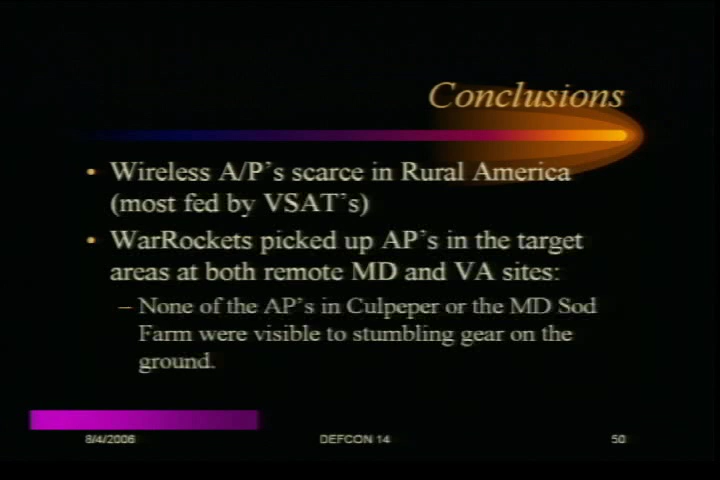 Conclusions
• Wireless A/P's scarce in Rural America
(most fed by VSAT's)
• WarRockets picked up AP's in the target
areas at both remote MD and VA sites:
– None of the AP's in Culpeper or the MD Sod
Farm were visible to stumbling gear on the
ground.
8/4/2006 DEFCON 14 50